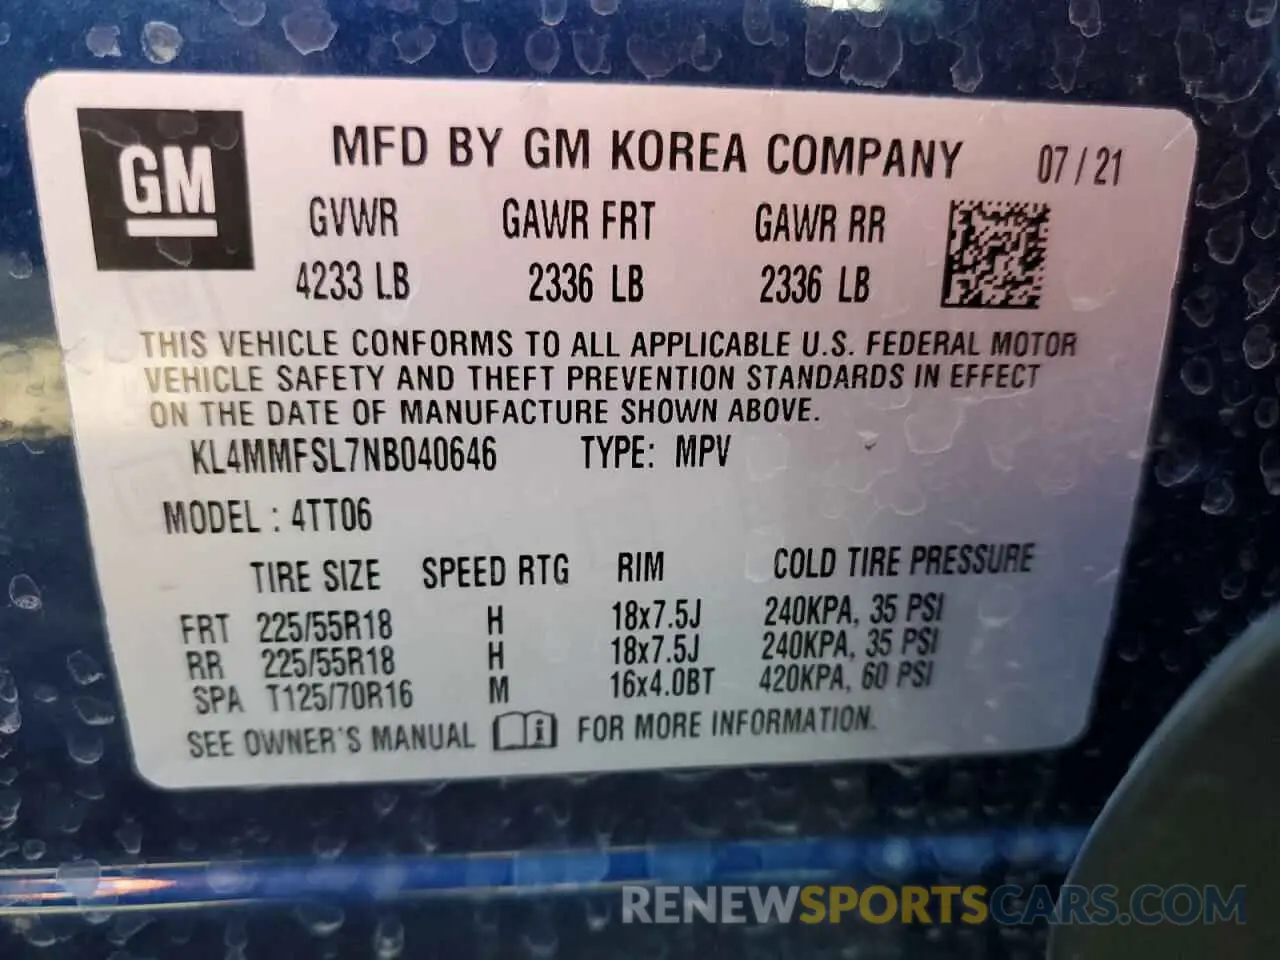 GM
MFD BY GM KOREA COMPANY 07/21
GVWR GAWR FRT GAWR RR
4233 LB 2336 LB 2336 LB
THIS VEHICLE CONFORMS TO ALL APPLICABLE U.S. FEDERAL MOTOR
VEHICLE SAFETY AND THEFT PREVENTION STANDARDS IN EFFECT
ON THE DATE OF MANUFACTURE SHOWN ABOVE.
KL4MMFSL7NB040646 TYPE: MPV
MODEL : 4TT06
TIRE SIZE SPEED RTG RIM COLD TIRE PRESSURE
FRT 225/55R18 H 18x7.5J 240KPA, 35 PSI
RR 225/55R18 H 18x7.5J 240KPA, 35 PSI
SPA T125/70R16 M 16x4.0BT 420KPA, 60 PSI
SEE OWNER'S MANUAL i FOR MORE INFORMATION.
RENEWSPORTSCARS.COM